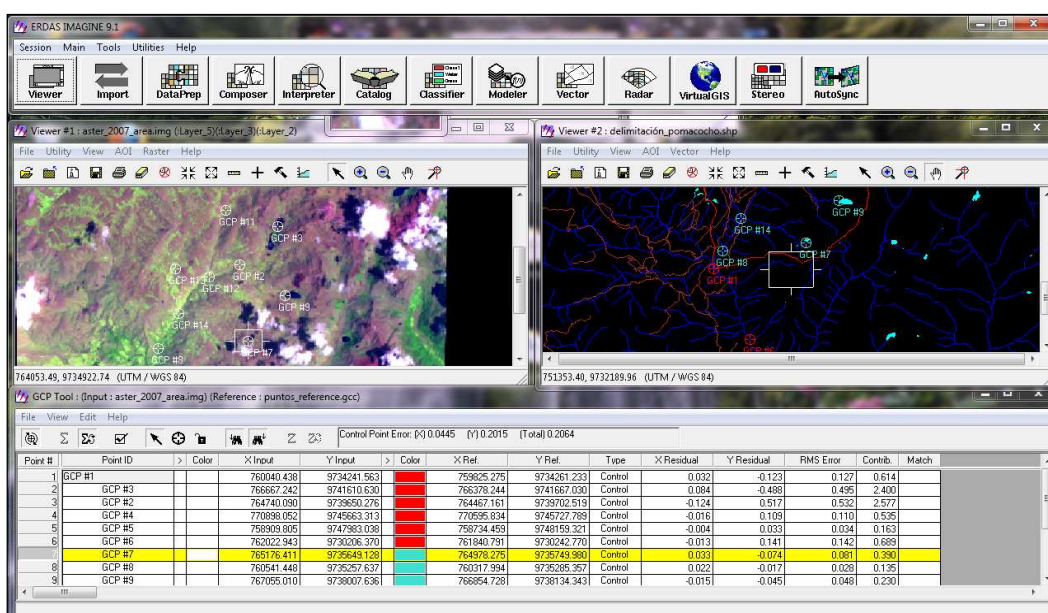 ERDAS IMAGINE 9.1
Session Main Tools Utilities Help
Viewer Import DataPrep Composer Interpreter Catalog Classifier Modeler Vector Radar VirtualGIS Stereo AutoSync
Viewer #1 : aster_2007_area.img (:Layer_5)(:Layer_3)(:Layer_2)
File Utility View AOI Raster Help
GCP #11
GCP #3
GCP #2
GCP #13
GCP #12
GCP #9
GCP #14
GCP #7
GCP #8
764053.49, 9734922.74 (UTM / WGS 84)
Viewer #2 : delimitación_pomacocho.shp
File Utility View AOI Vector Help
GCP #9
GCP #14
GCP #7
GCP #8
GCP #1
GCP #6
751353.40, 9732189.96 (UTM / WGS 84)
GCP Tool : (Input : aster_2007_area.img) (Reference : puntos_reference.gcc)
File View Edit Help
Control Point Error: (X) 0.0445 (Y) 0.2015 (Total) 0.2064
Point # Point ID > Color X Input Y Input > Color X Ref. Y Ref. Type X Residual Y Residual RMS Error Contrib. Match
1 GCP #1 760040.438 9734241.563 759825.275 9734261.233 Control 0.032 -0.123 0.127 0.614
2 GCP #3 766667.242 9741610.630 766378.244 9741667.030 Control 0.084 -0.488 0.495 2.400
3 GCP #2 764740.090 9739650.276 764467.161 9739702.519 Control -0.124 0.517 0.532 2.577
4 GCP #4 770898.052 9745663.313 770595.834 9745727.789 Control -0.016 0.109 0.110 0.535
5 GCP #5 758909.805 9747983.038 758734.459 9748159.321 Control -0.004 0.033 0.034 0.163
6 GCP #6 762022.943 9730206.370 761840.791 9730242.770 Control -0.013 0.141 0.142 0.689
7 GCP #7 765176.411 9735649.128 764978.275 9735749.980 Control 0.033 -0.074 0.081 0.390
8 GCP #8 760541.448 9735257.637 760317.994 9735285.357 Control 0.022 -0.017 0.028 0.135
9 GCP #9 767055.010 9738007.636 766854.728 9738134.343 Control -0.015 -0.045 0.048 0.230